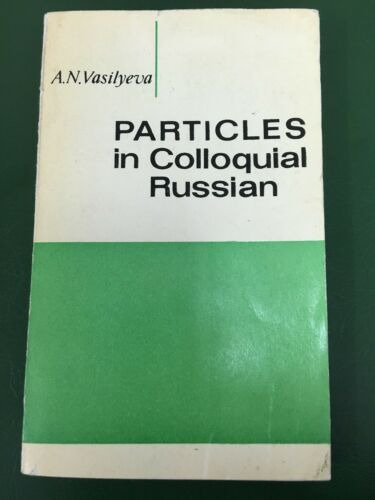 A.N.Vasilyeva
PARTICLES
in Colloquial
Russian